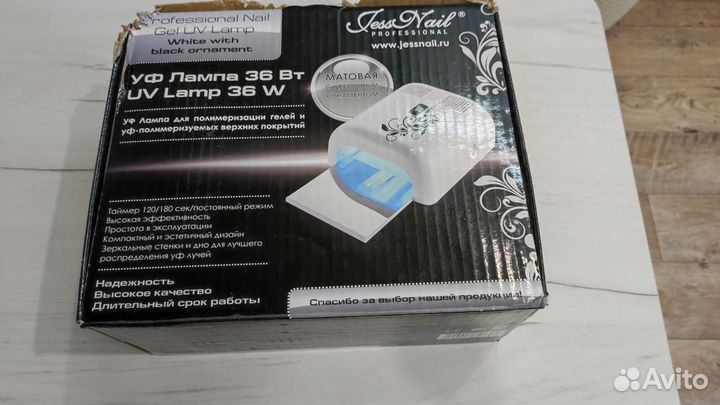 Professional Nail
Gel UV Lamp
White with
black ornament
JessNail®
PROFESSIONAL
www.jessnail.ru
УФ Лампа 36 Вт
UV Lamp 36 W
МАТОВАЯ
ОРНАМЕНТОМ
УФ Лампа для полимеризации гелей и
уф-полимеризуемых верхних покрытий
Таймер 120/180 сек/постоянный режим
Высокая эффективность
Простота в эксплуатации
Компактный и эстетичный дизайн
Зеркальные стенки и дно для лучшего
распределения уф лучей
Надежность
Высокое качество
Длительный срок работы
Спасибо за выбор нашей продукции!
Avito